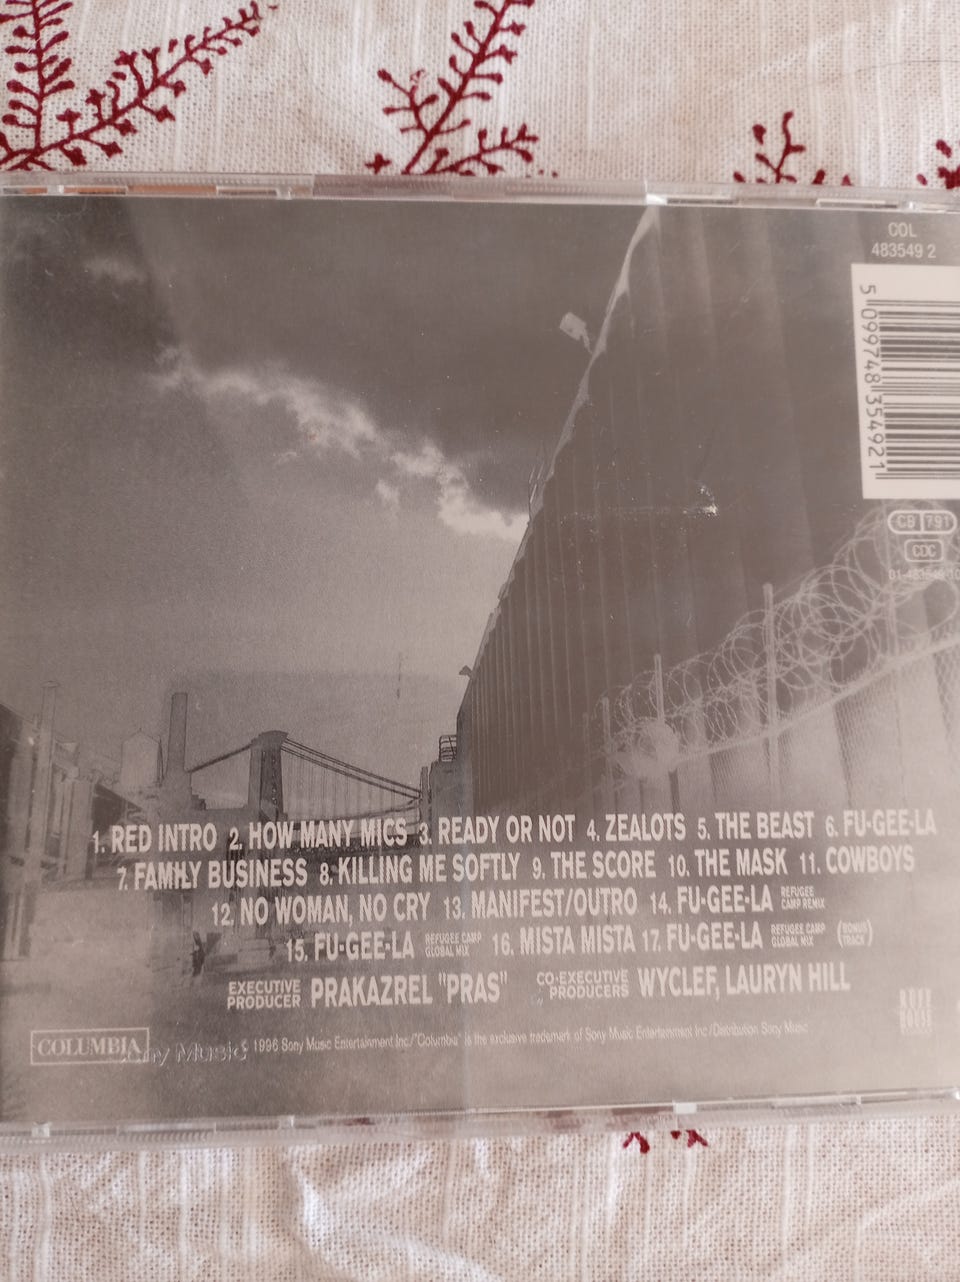 COL
483549 2
5 099748 354921
CB 791
CDC
1. RED INTRO 2. HOW MANY MICS 3. READY OR NOT 4. ZEALOTS 5. THE BEAST 6. FU-GEE-LA
7. FAMILY BUSINESS 8. KILLING ME SOFTLY 9. THE SCORE 10. THE MASK 11. COWBOYS
12. NO WOMAN, NO CRY 13. MANIFEST/OUTRO 14. FU-GEE-LA REFUGEE CAMP REMIX
15. FU-GEE-LA REFUGEE CAMP GLOBAL MIX 16. MISTA MISTA 17. FU-GEE-LA REFUGEE CAMP GLOBAL MIX (BONUS TRACK)
EXECUTIVE PRODUCER PRAKAZREL "PRAS" CO-EXECUTIVE PRODUCERS WYCLEF, LAURYN HILL
COLUMBIA Sony Music 1996 Sony Music Entertainment Inc./"Columbia" is the exclusive trademark of Sony Music Entertainment Inc./Distribution Sony Music